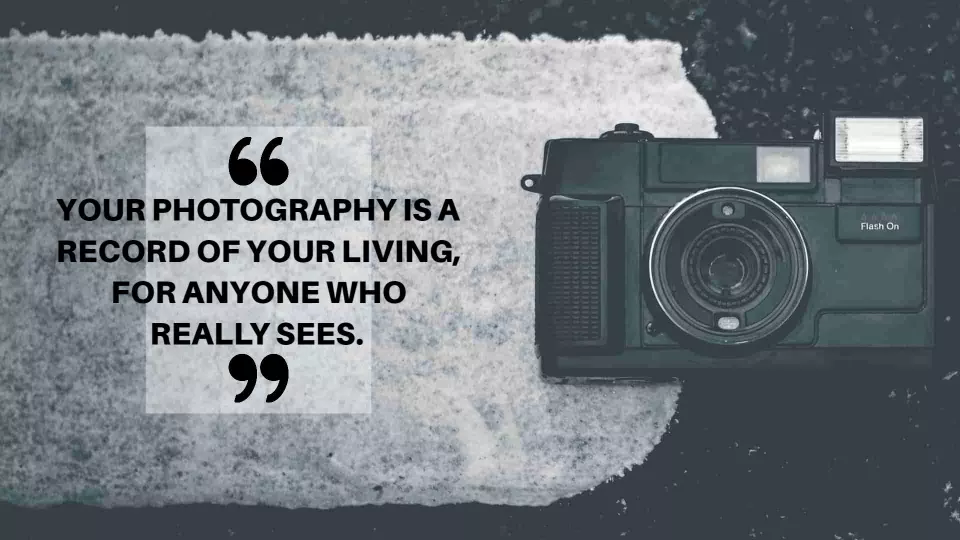 “
YOUR PHOTOGRAPHY IS A
RECORD OF YOUR LIVING,
FOR ANYONE WHO
REALLY SEES.
”
Flash On